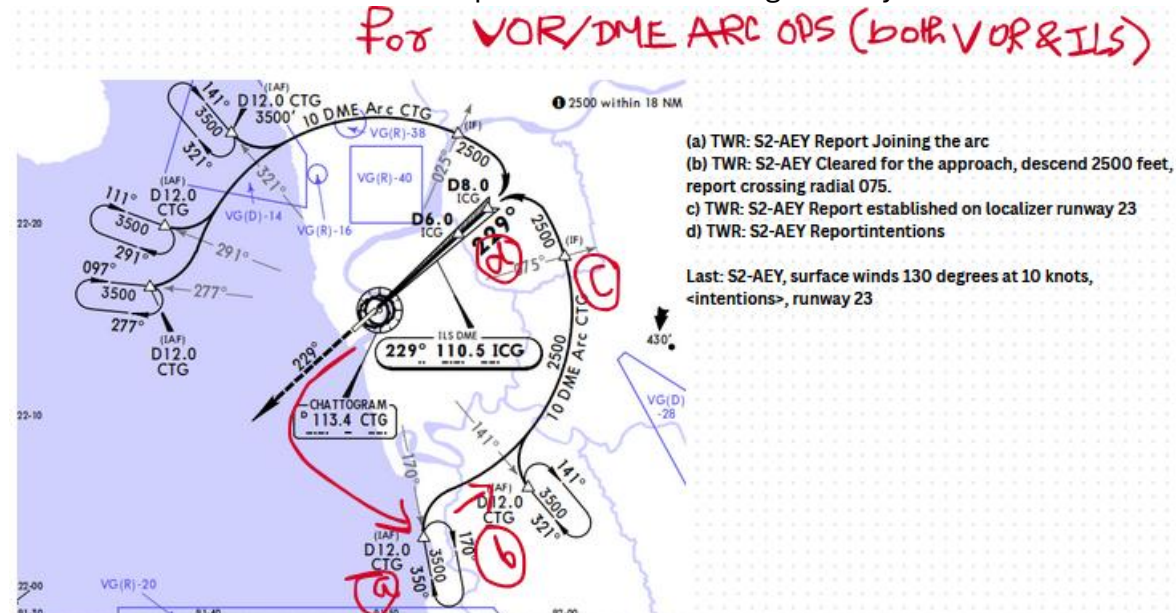 For VOR/DME ARC OPS (both VOR & ILS)
(a) TWR: S2-AEY Report Joining the arc
(b) TWR: S2-AEY Cleared for the approach, descend 2500 feet,
report crossing radial 075.
c) TWR: S2-AEY Report established on localizer runway 23
d) TWR: S2-AEY Reportintentions
Last: S2-AEY, surface winds 130 degrees at 10 knots,
<intentions>, runway 23
1 2500 within 18 NM
(IAF)
D12.0 CTG
3500'
141°
3500
321°
10 DME Arc CTG
VG(R)-38
(IF)
2500
025°
VG(R)-40
321°
D8.0
ICG
D6.0
ICG
229°
(IAF)
D12.0
CTG
111°
3500
291°
VG(D)-14
VG(R)-16
291°
22-20
2500
(IF)
075°
d
c
097°
3500
277°
277°
(IAF)
D12.0
CTG
ILS DME
229° 110.5 ICG
229°
430'
2500
10 DME Arc CTG
CHATTOGRAM
D 113.4 CTG
VG(D)
-28
22-10
141°
170°
141°
3500
321°
(IAF)
D12.0
CTG
(IAF)
D12.0
CTG
170°
3500
350°
b
a
22-00
VG(R)-20